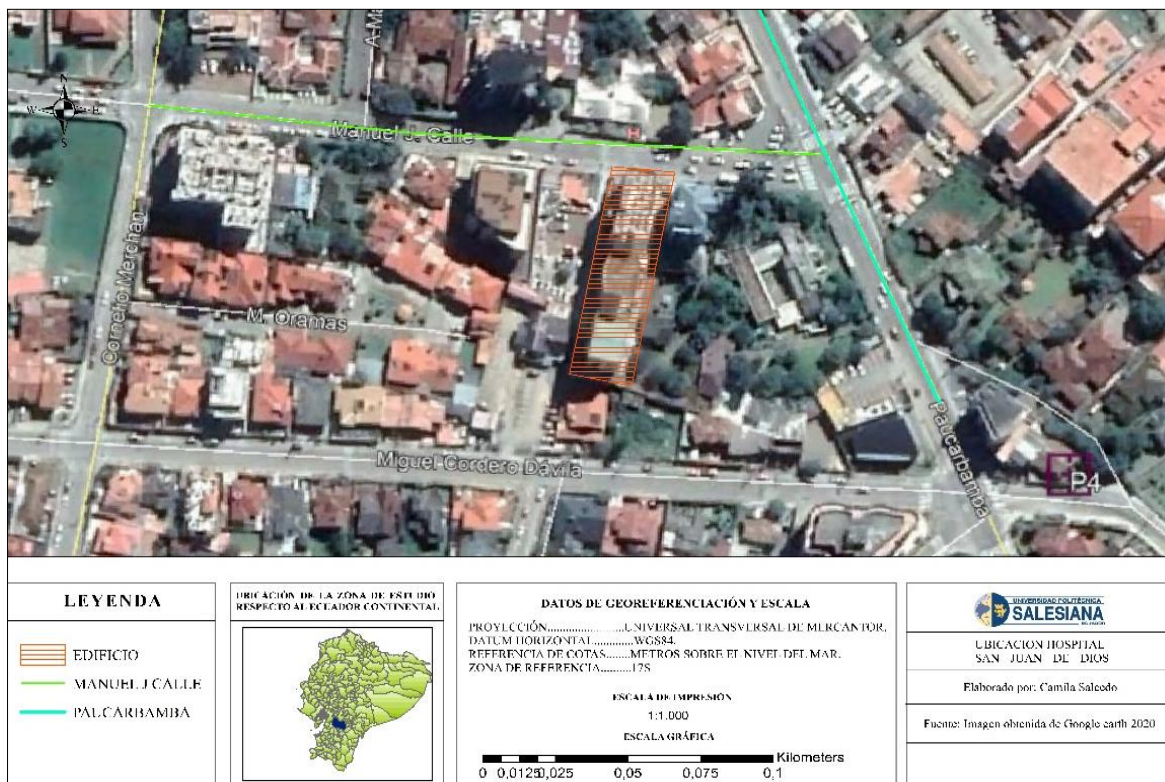 N
W
E
S
A.Ma
Manuel J. Calle
H
Cornelio Merchan
M. Oramas
Miguel Cordero Dávila
Paucarbamba
P4
LEYENDA
EDIFICIO
MANUEL J CALLE
PAUCARBAMBA
UBICACIÓN DE LA ZONA DE ESTUDIO
RESPECTO AL ECUADOR CONTINENTAL
DATOS DE GEOREFERENCIACIÓN Y ESCALA
PROYECCIÓN......................UNIVERSAL TRANSVERSAL DE MERCANTOR.
DATUM HORIZONTAL.............WGS84.
REFERENCIA DE COTAS.......METROS SOBRE EL NIVEL DEL MAR.
ZONA DE REFERENCIA.........17S
ESCALA DE IMPRESIÓN
1:1.000
ESCALA GRÁFICA
Kilometers
0 0,0125 0,025 0,05 0,075 0,1
UNIVERSIDAD POLITÉCNICA
SALESIANA
UBICACION HOSPITAL
SAN JUAN DE DIOS
Elaborado por: Camila Salcedo
Fuente: Imagen obtenida de Google earth 2020